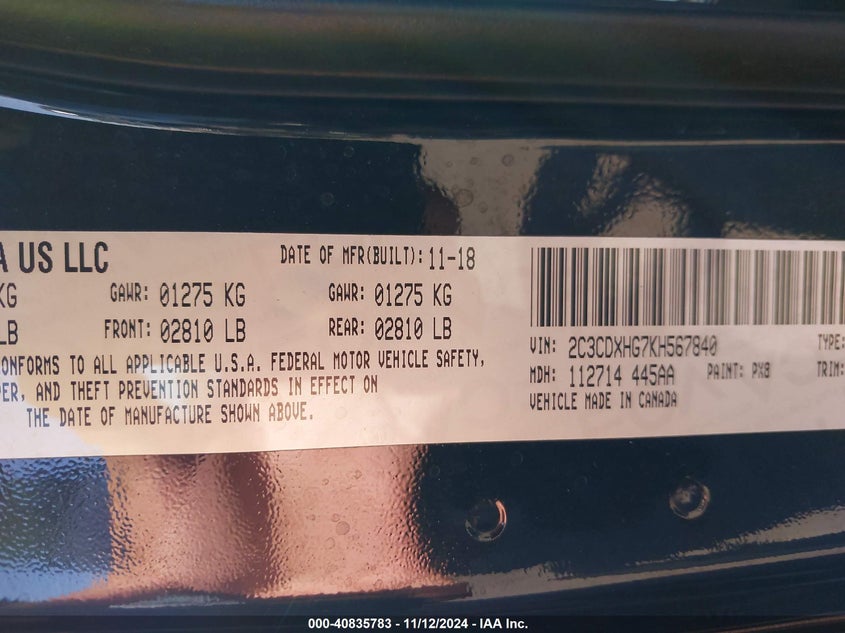 A US LLC
DATE OF MFR(BUILT): 11-18
KG GAWR: 01275 KG GAWR: 01275 KG
LB FRONT: 02810 LB REAR: 02810 LB
CONFORMS TO ALL APPLICABLE U.S.A. FEDERAL MOTOR VEHICLE SAFETY,
PER, AND THEFT PREVENTION STANDARDS IN EFFECT ON
THE DATE OF MANUFACTURE SHOWN ABOVE.
VIN: 2C3CDXHG7KH567840 TYPE:
MDH: 112714 445AA PAINT: PX8 TRIM:
VEHICLE MADE IN CANADA
000-40835783 - 11/12/2024 - IAA Inc.